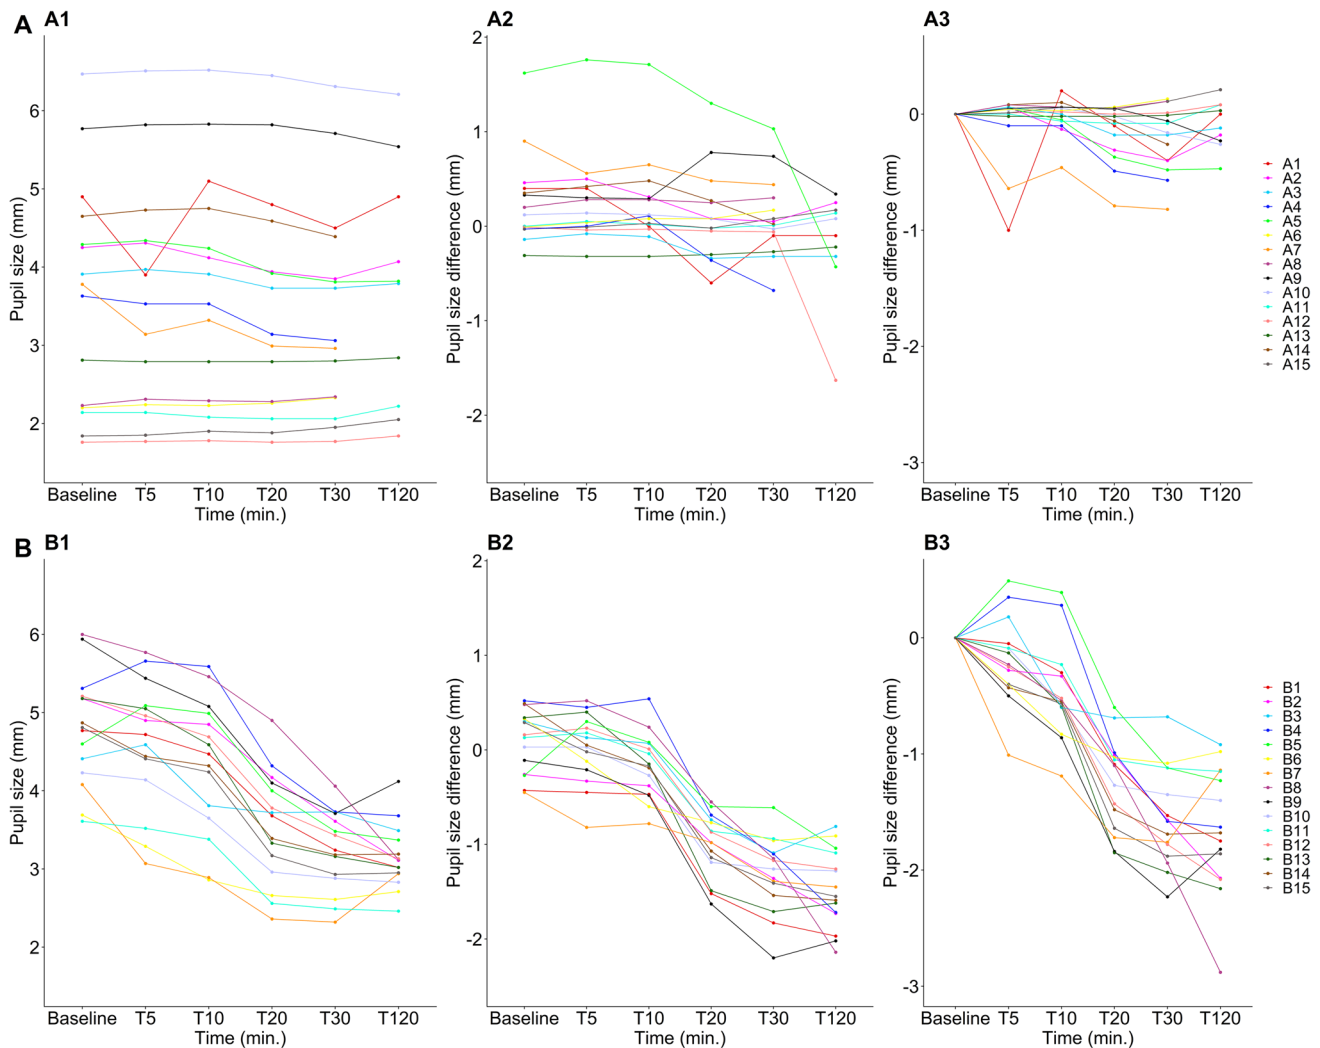 A
A1
A2
A3
Pupil size (mm)
6
5
4
3
2
Baseline T5 T10 T20 T30 T120
Time (min.)
Pupil size difference (mm)
2
1
0
-1
-2
Baseline T5 T10 T20 T30 T120
Time (min.)
Pupil size difference (mm)
0
-1
-2
-3
Baseline T5 T10 T20 T30 T120
Time (min.)
A1
A2
A3
A4
A5
A6
A7
A8
A9
A10
A11
A12
A13
A14
A15
B
B1
B2
B3
Pupil size (mm)
6
5
4
3
2
Baseline T5 T10 T20 T30 T120
Time (min.)
Pupil size difference (mm)
2
1
0
-1
-2
Baseline T5 T10 T20 T30 T120
Time (min.)
Pupil size difference (mm)
0
-1
-2
-3
Baseline T5 T10 T20 T30 T120
Time (min.)
B1
B2
B3
B4
B5
B6
B7
B8
B9
B10
B11
B12
B13
B14
B15